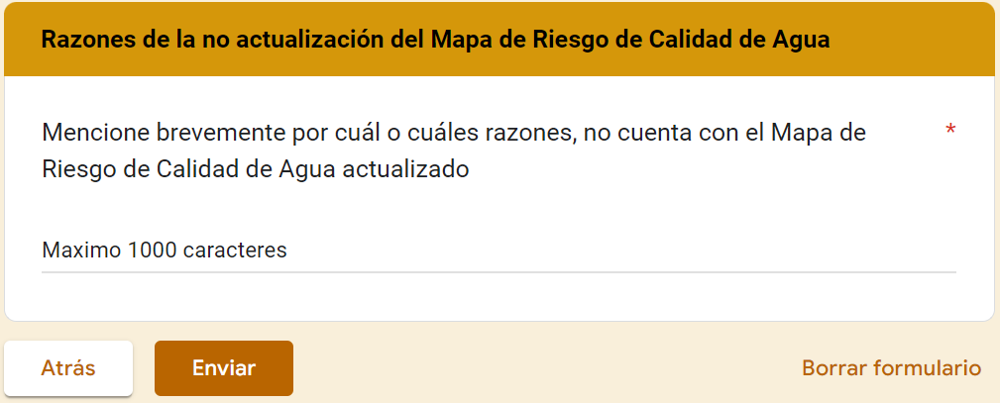 Razones de la no actualización del Mapa de Riesgo de Calidad de Agua
Mencione brevemente por cuál o cuáles razones, no cuenta con el Mapa de *
Riesgo de Calidad de Agua actualizado
Maximo 1000 caracteres
Atrás
Enviar
Borrar formulario